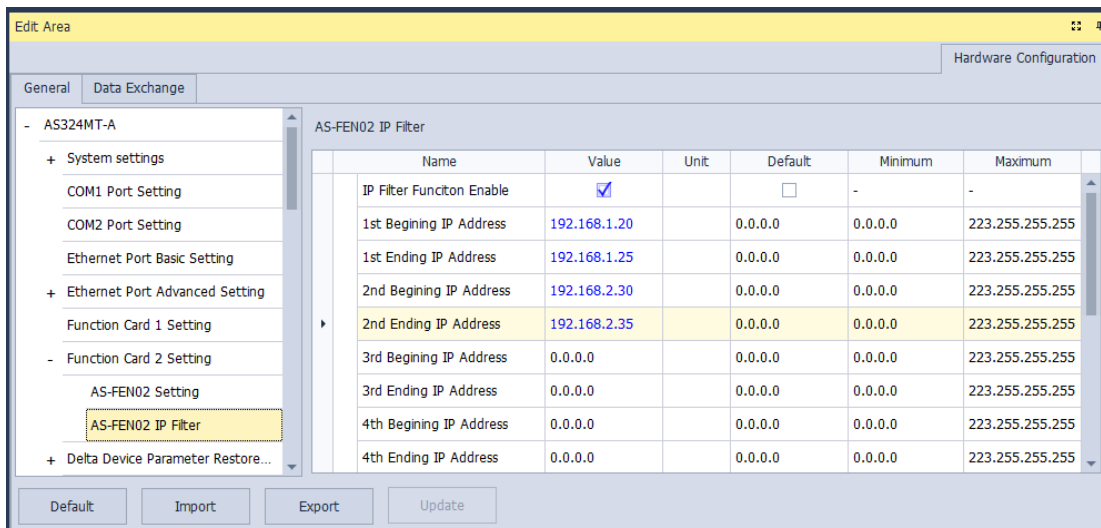 Edit Area
Hardware Configuration
General Data Exchange
- AS324MT-A
+ System settings
COM1 Port Setting
COM2 Port Setting
Ethernet Port Basic Setting
+ Ethernet Port Advanced Setting
Function Card 1 Setting
- Function Card 2 Setting
AS-FEN02 Setting
AS-FEN02 IP Filter
+ Delta Device Parameter Restore...
AS-FEN02 IP Filter
Name Value Unit Default Minimum Maximum
IP Filter Funciton Enable - -
1st Begining IP Address 192.168.1.20 0.0.0.0 0.0.0.0 223.255.255.255
1st Ending IP Address 192.168.1.25 0.0.0.0 0.0.0.0 223.255.255.255
2nd Begining IP Address 192.168.2.30 0.0.0.0 0.0.0.0 223.255.255.255
2nd Ending IP Address 192.168.2.35 0.0.0.0 0.0.0.0 223.255.255.255
3rd Begining IP Address 0.0.0.0 0.0.0.0 0.0.0.0 223.255.255.255
3rd Ending IP Address 0.0.0.0 0.0.0.0 0.0.0.0 223.255.255.255
4th Begining IP Address 0.0.0.0 0.0.0.0 0.0.0.0 223.255.255.255
4th Ending IP Address 0.0.0.0 0.0.0.0 0.0.0.0 223.255.255.255
Default Import Export Update